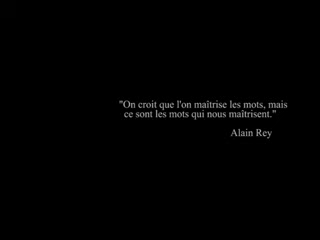 "On croit que l'on maîtrise les mots, mais
ce sont les mots qui nous maîtrisent."
Alain Rey